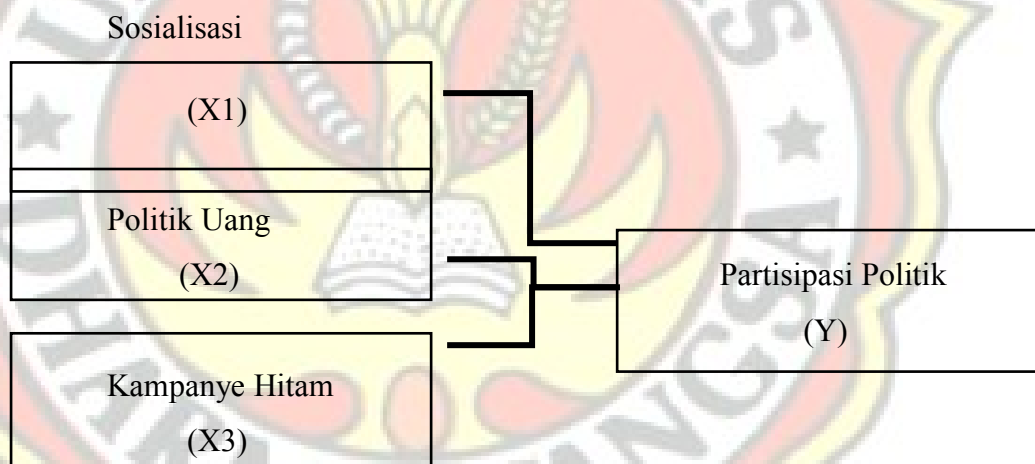 Sosialisasi
(X1)
Politik Uang
(X2)
Partisipasi Politik
(Y)
Kampanye Hitam
(X3)